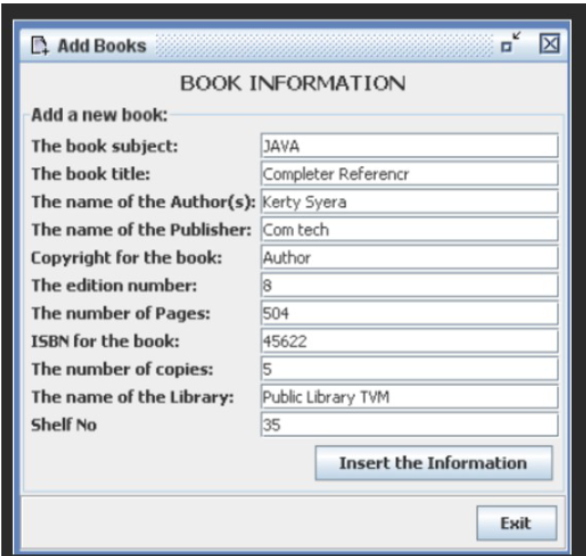 Add Books
BOOK INFORMATION
Add a new book:
The book subject: JAVA
The book title: Completer Referencr
The name of the Author(s): Kerty Syera
The name of the Publisher: Com tech
Copyright for the book: Author
The edition number: 8
The number of Pages: 504
ISBN for the book: 45622
The number of copies: 5
The name of the Library: Public Library TVM
Shelf No 35
Insert the Information
Exit